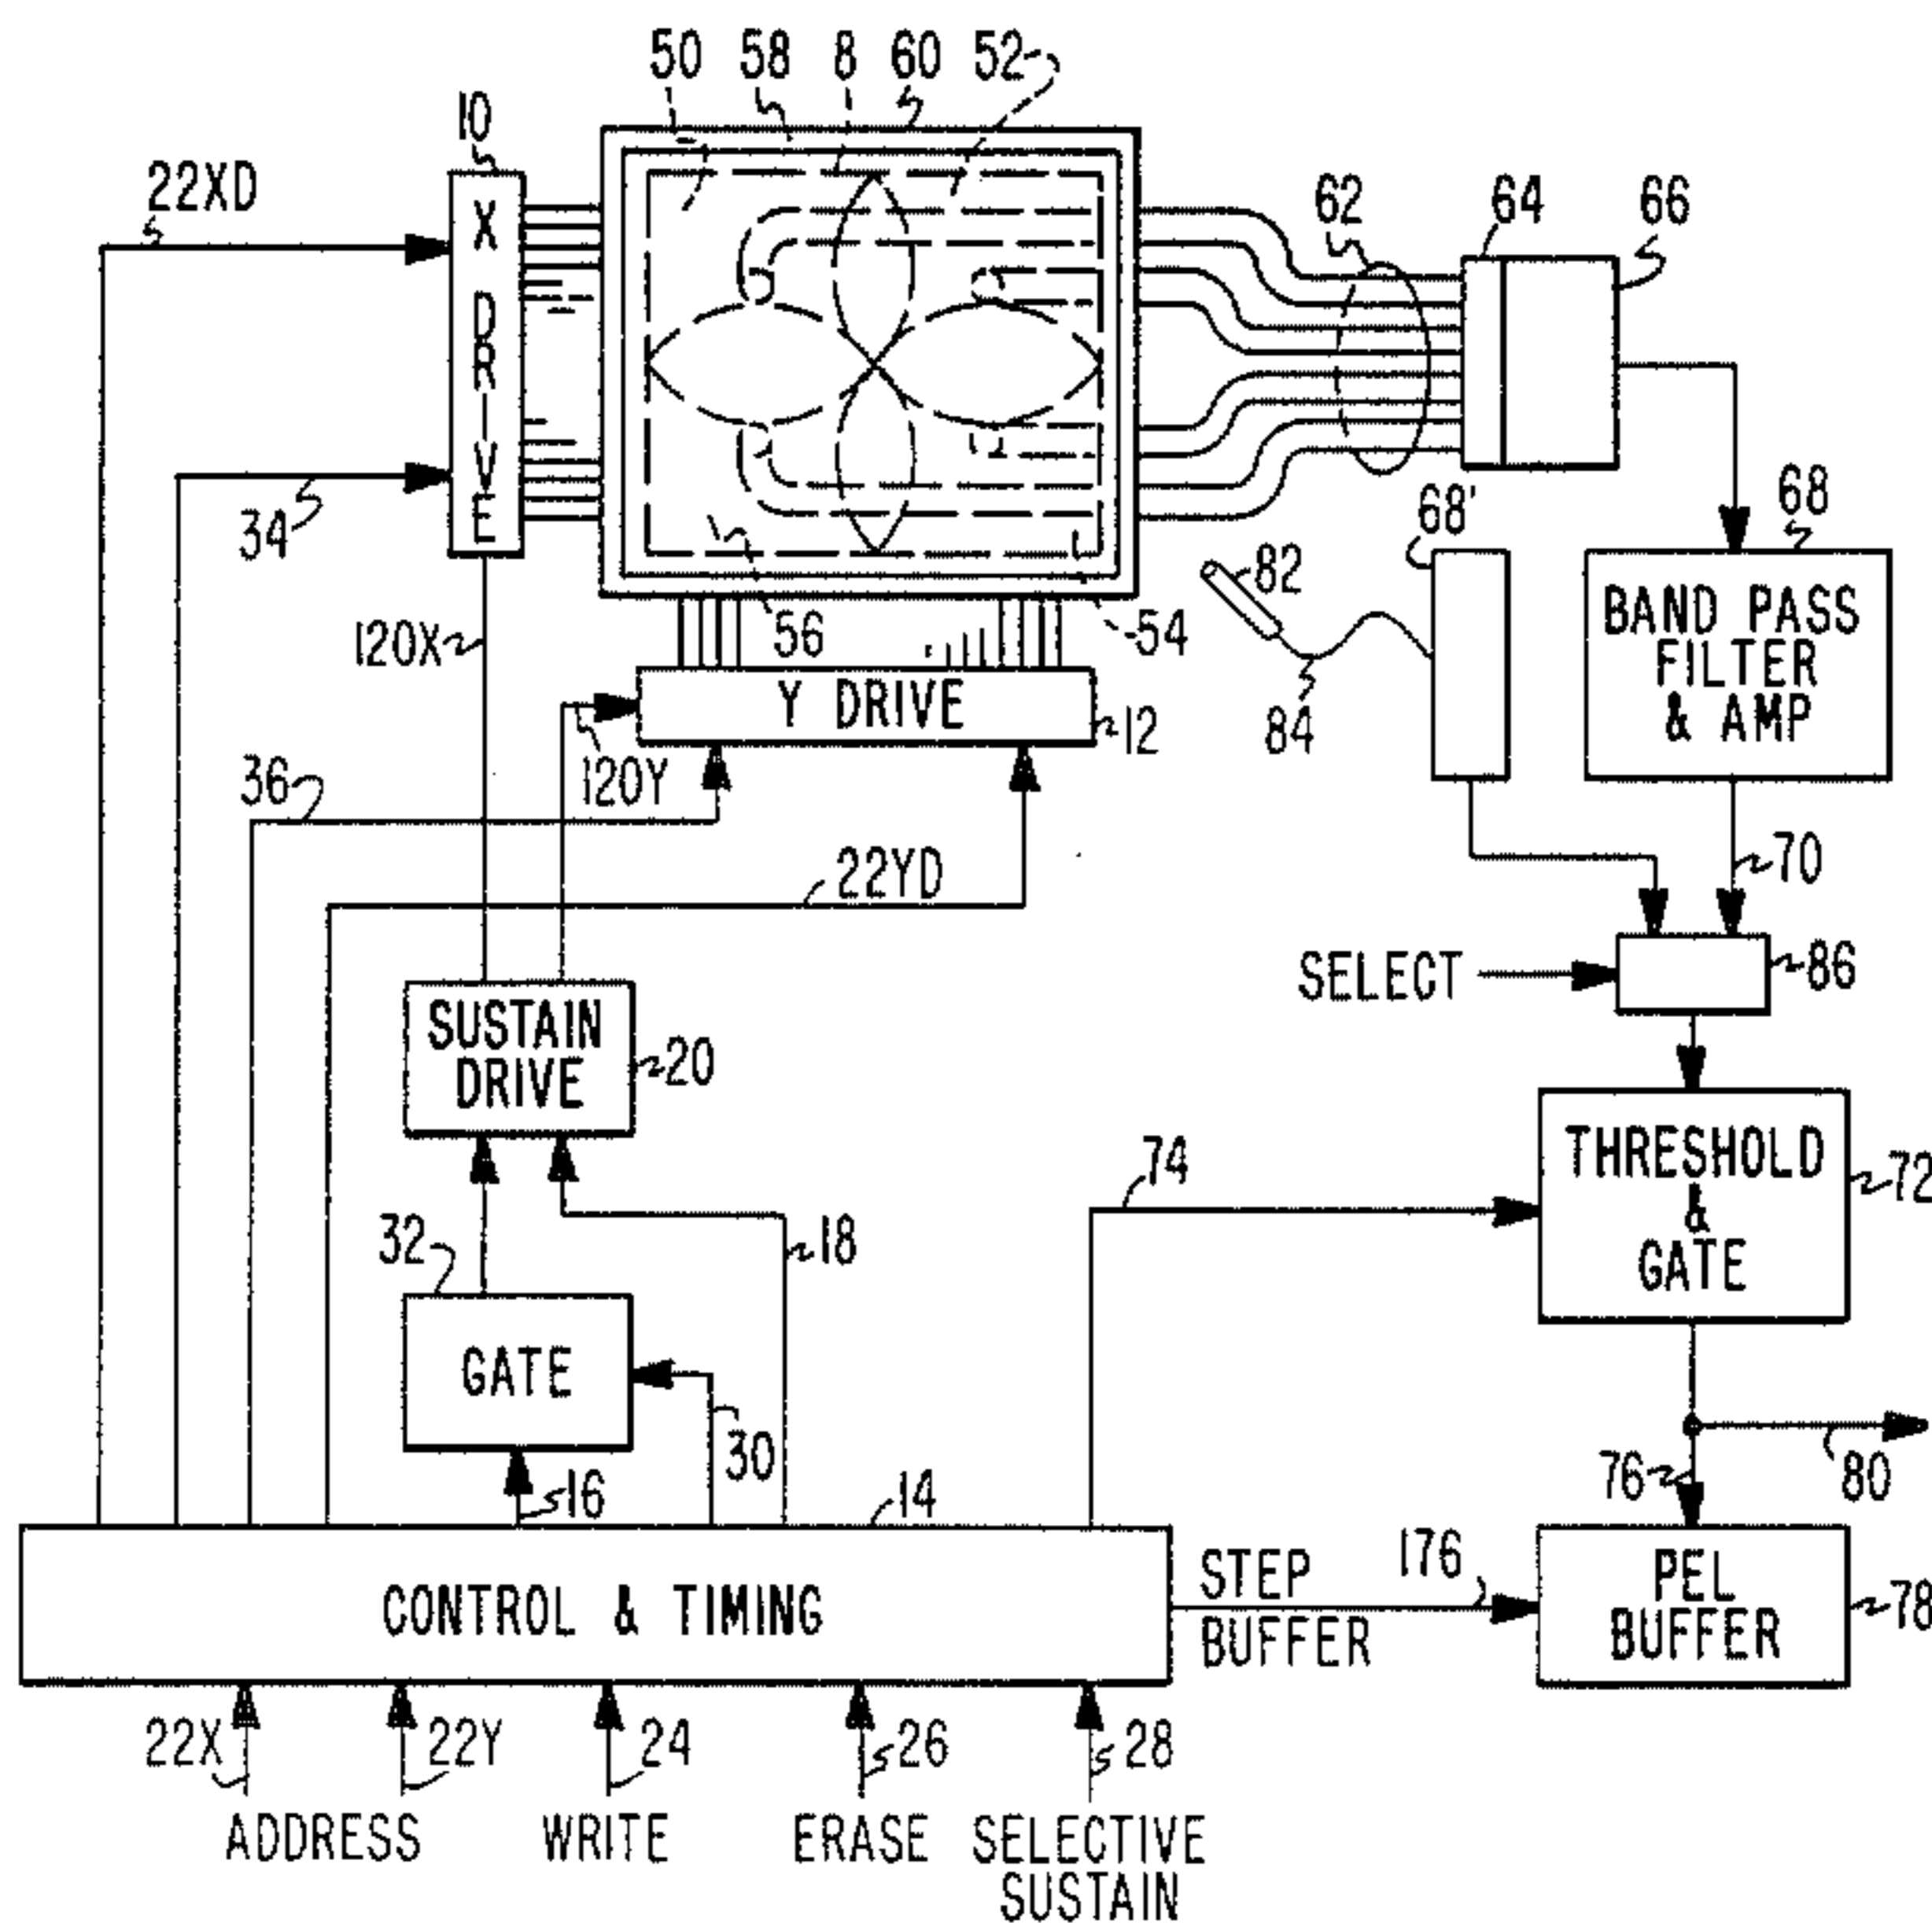 50 58 8 60 52
10
22XD
62 64 66
X DRIVE
34
68' 68
82
BAND PASS
FILTER
& AMP
56 54
120X
Y DRIVE
12
84
120Y
36
22YD
70
SELECT
86
SUSTAIN
DRIVE
20
THRESHOLD
&
GATE
72
74
32
18
GATE
30
16
14
76
80
CONTROL & TIMING
STEP
BUFFER
176
PEL
BUFFER
78
22X 22Y 24 26 28
ADDRESS WRITE ERASE SELECTIVE
SUSTAIN